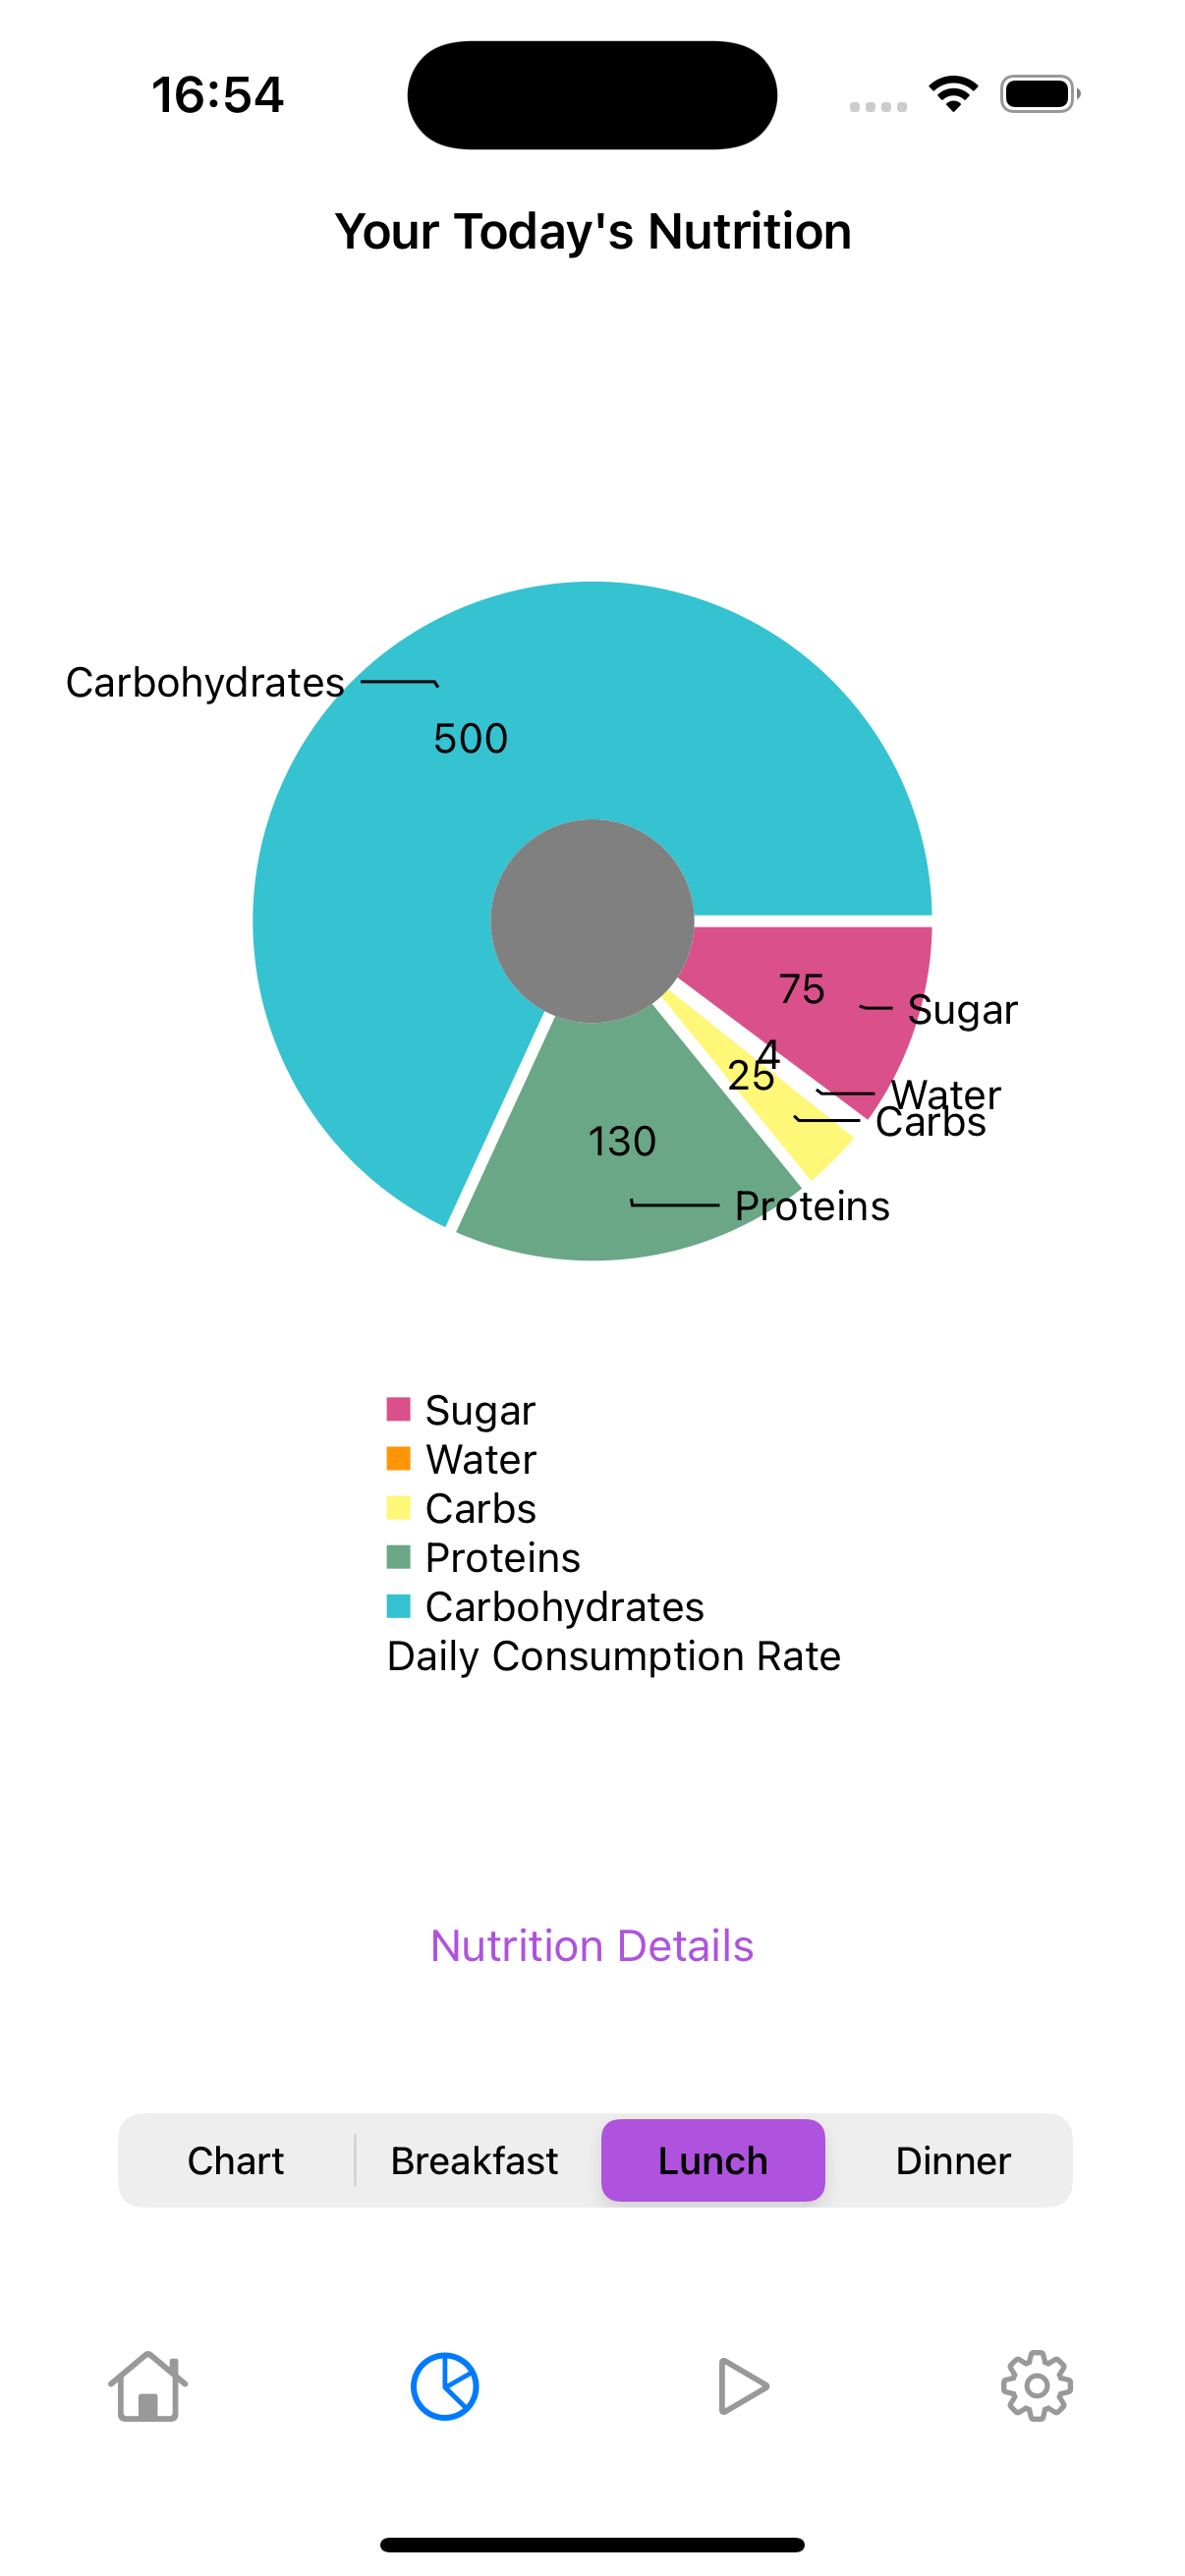 16:54
Your Today's Nutrition
Carbohydrates
500
75
Sugar
4
25
Water
Carbs
130
Proteins
Sugar
Water
Carbs
Proteins
Carbohydrates
Daily Consumption Rate
Nutrition Details
Chart Breakfast Lunch Dinner